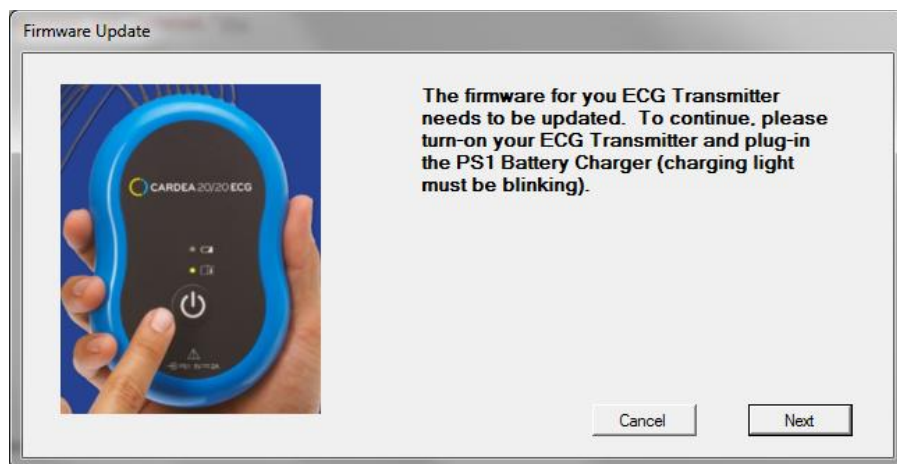 Firmware Update
The firmware for you ECG Transmitter
needs to be updated. To continue, please
turn-on your ECG Transmitter and plug-in
the PS1 Battery Charger (charging light
must be blinking).
CARDEA 20/20 ECG
Cancel
Next